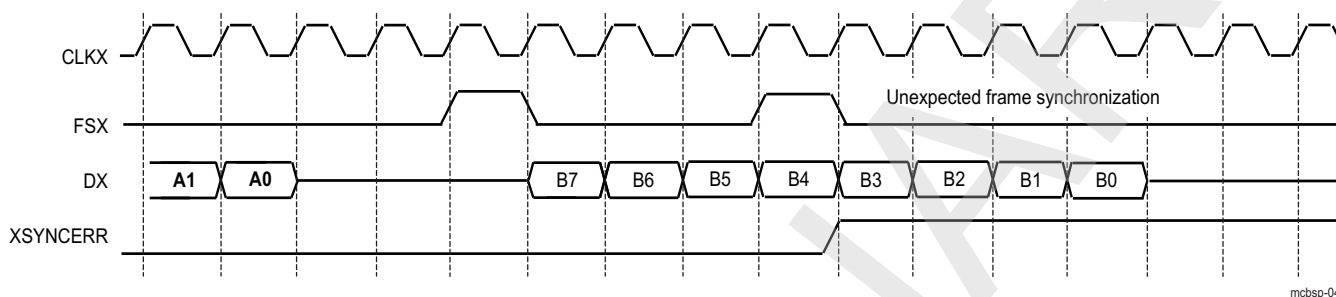 CLKX
Unexpected frame synchronization
FSX
DX A1 A0 B7 B6 B5 B4 B3 B2 B1 B0
XSYNCERR